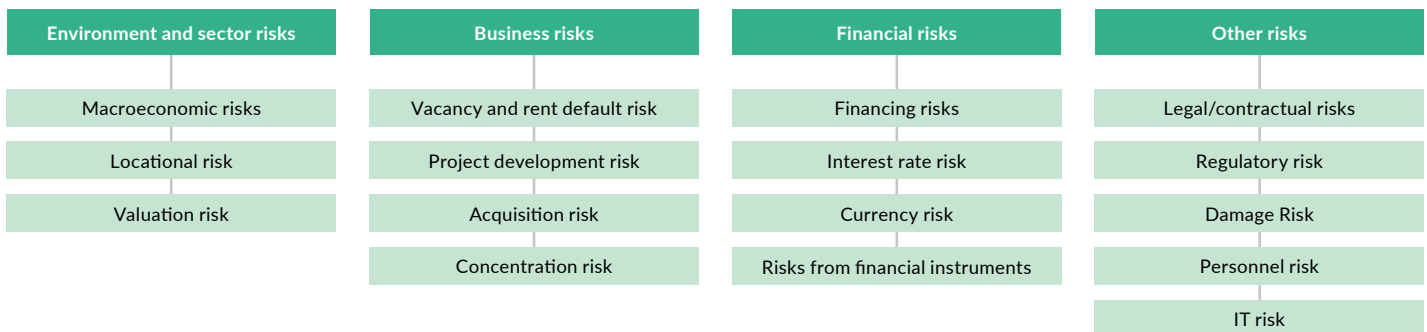 Environment and sector risks
Macroeconomic risks
Locational risk
Valuation risk
Business risks
Vacancy and rent default risk
Project development risk
Acquisition risk
Concentration risk
Financial risks
Financing risks
Interest rate risk
Currency risk
Risks from financial instruments
Other risks
Legal/contractual risks
Regulatory risk
Damage Risk
Personnel risk
IT risk